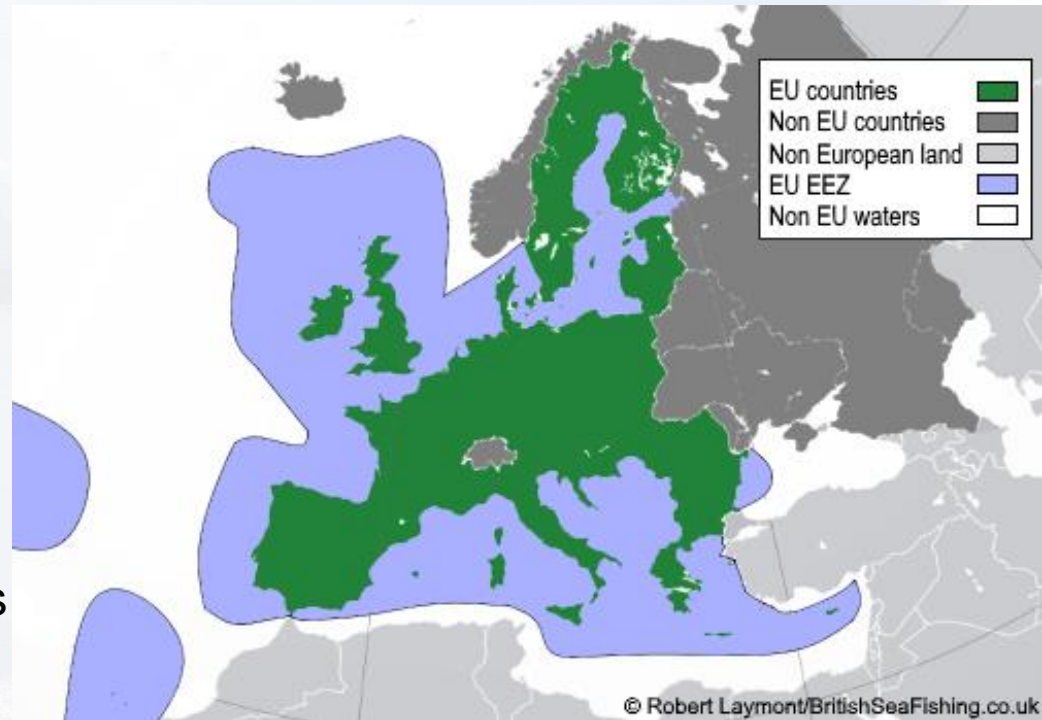 EU countries
Non EU countries
Non European land
EU EEZ
Non EU waters
s
© Robert Laymont/BritishSeaFishing.co.uk